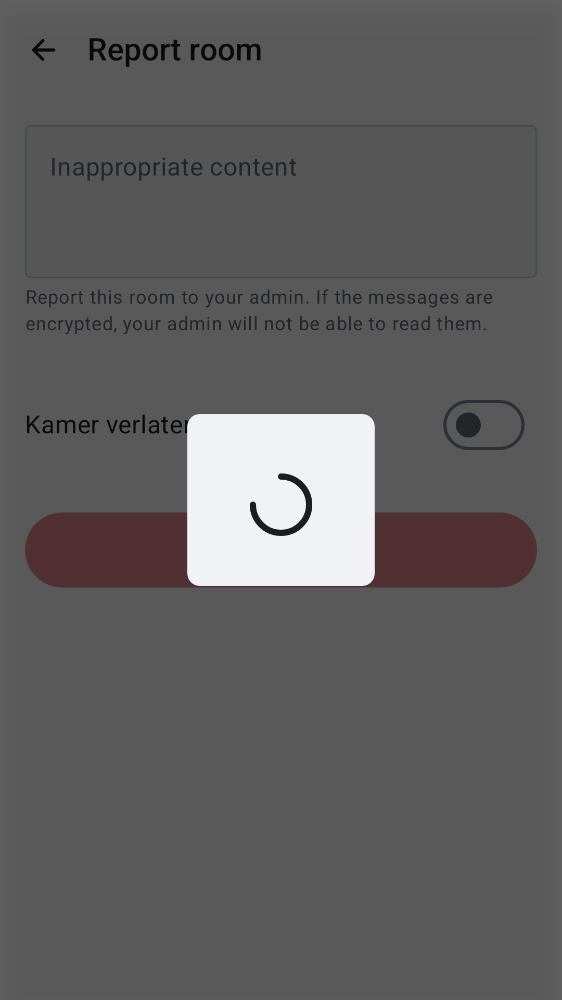 Report room
Inappropriate content
Report this room to your admin. If the messages are
encrypted, your admin will not be able to read them.
Kamer verlaten